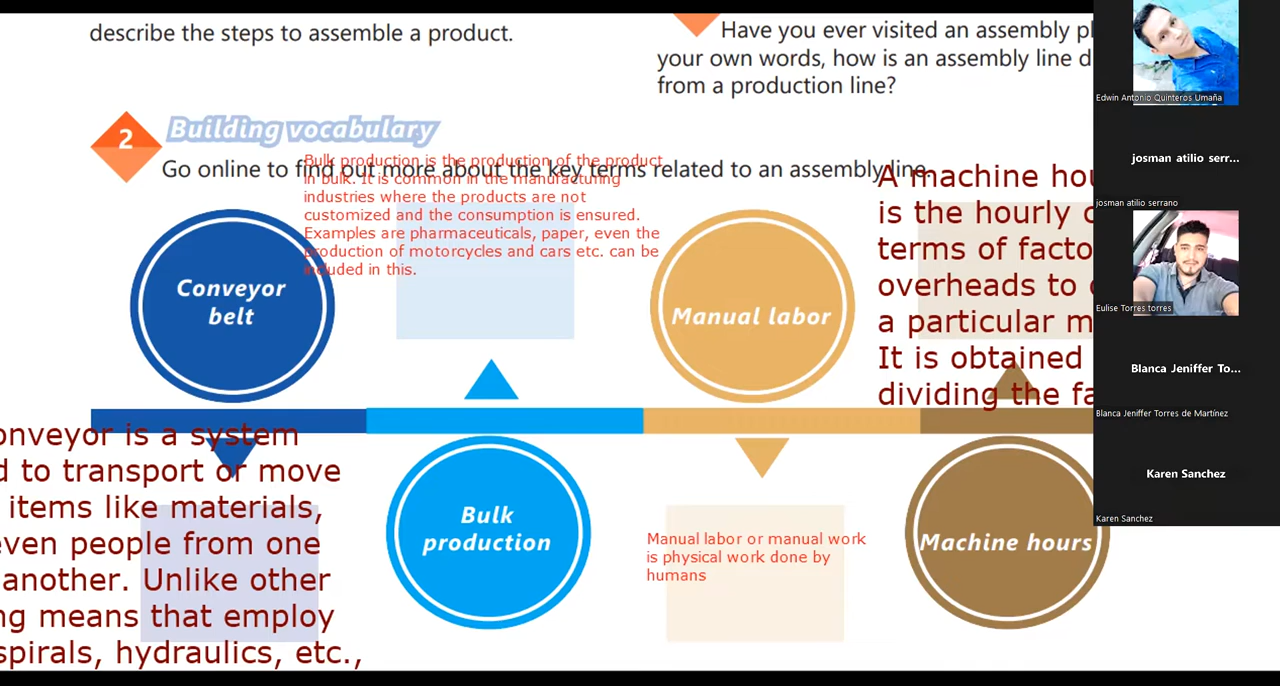 describe the steps to assemble a product.
Have you ever visited an assembly
your own words, how is an assembly line
from a production line?
2
Building vocabulary
Go online to find out more about the key terms related to an assembly line.
Bulk production is the production of the product
in bulk. It is common in the manufacturing
industries where the products are not
customized and the consumption is ensured.
Examples are pharmaceuticals, paper, even the
production of motorcycles and cars etc. can be
included in this.
Conveyor
belt
Manual labor
A machine
is the hourly
terms of
overheads to
a particular
It is obtained
dividing the
conveyor is a system
to transport or move
items like materials,
even people from one
another. Unlike other
means that employ
spirals, hydraulics, etc.,
Bulk
production
Manual labor or manual work
is physical work done by
humans
Machine hours
Edwin Antonio Quinteros Umaña
josman atilio serr...
josman atilio serrano
Eulise Torres torres
Blanca Jeniffer To...
Blanca Jeniffer Torres de Martínez
Karen Sanchez
Karen Sanchez